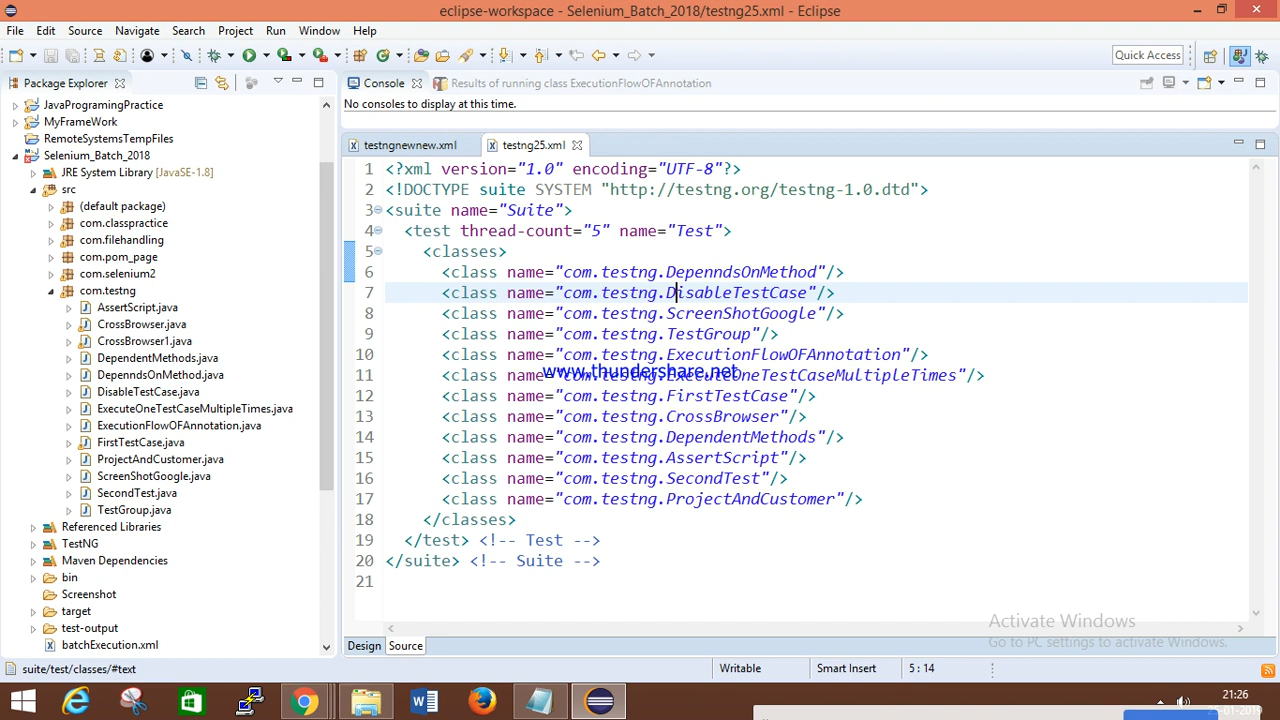 eclipse-workspace - Selenium_Batch_2018/testng25.xml - Eclipse
File Edit Source Navigate Search Project Run Window Help
Quick Access
Package Explorer
JavaProgramingPractice
MyFrameWork
RemoteSystemsTempFiles
Selenium_Batch_2018
JRE System Library [JavaSE-1.8]
src
(default package)
com.classpractice
com.filehandling
com.pom_page
com.selenium2
com.testng
AssertScript.java
CrossBrowser.java
CrossBrowser1.java
DependentMethods.java
DepenndsOnMethod.java
DisableTestCase.java
ExecuteOneTestCaseMultipleTimes.java
ExecutionFlowOFAnnotation.java
FirstTestCase.java
ProjectAndCustomer.java
ScreenShotGoogle.java
SecondTest.java
TestGroup.java
Referenced Libraries
TestNG
Maven Dependencies
bin
Screenshot
target
test-output
batchExecution.xml
Console Results of running class ExecutionFlowOFAnnotation
No consoles to display at this time.
testngnewnew.xml testng25.xml
1 <?xml version="1.0" encoding="UTF-8"?>
2 <!DOCTYPE suite SYSTEM "http://testng.org/testng-1.0.dtd">
3 <suite name="Suite">
4 <test thread-count="5" name="Test">
5 <classes>
6 <class name="com.testng.DepenndsOnMethod"/>
7 <class name="com.testng.DisableTestCase"/>
8 <class name="com.testng.ScreenShotGoogle"/>
9 <class name="com.testng.TestGroup"/>
10 <class name="com.testng.ExecutionFlowOFAnnotation"/>
www.thundershare.net
11 <class name="com.testng.ExecuteOneTestCaseMultipleTimes"/>
12 <class name="com.testng.FirstTestCase"/>
13 <class name="com.testng.CrossBrowser"/>
14 <class name="com.testng.DependentMethods"/>
15 <class name="com.testng.AssertScript"/>
16 <class name="com.testng.SecondTest"/>
17 <class name="com.testng.ProjectAndCustomer"/>
18 </classes>
19 </test> <!-- Test -->
20 </suite> <!-- Suite -->
21
Activate Windows
Go to PC settings to activate Windows.
Design Source
suite/test/classes/#text
Writable Smart Insert 5 : 14
21:26
25-01-2019